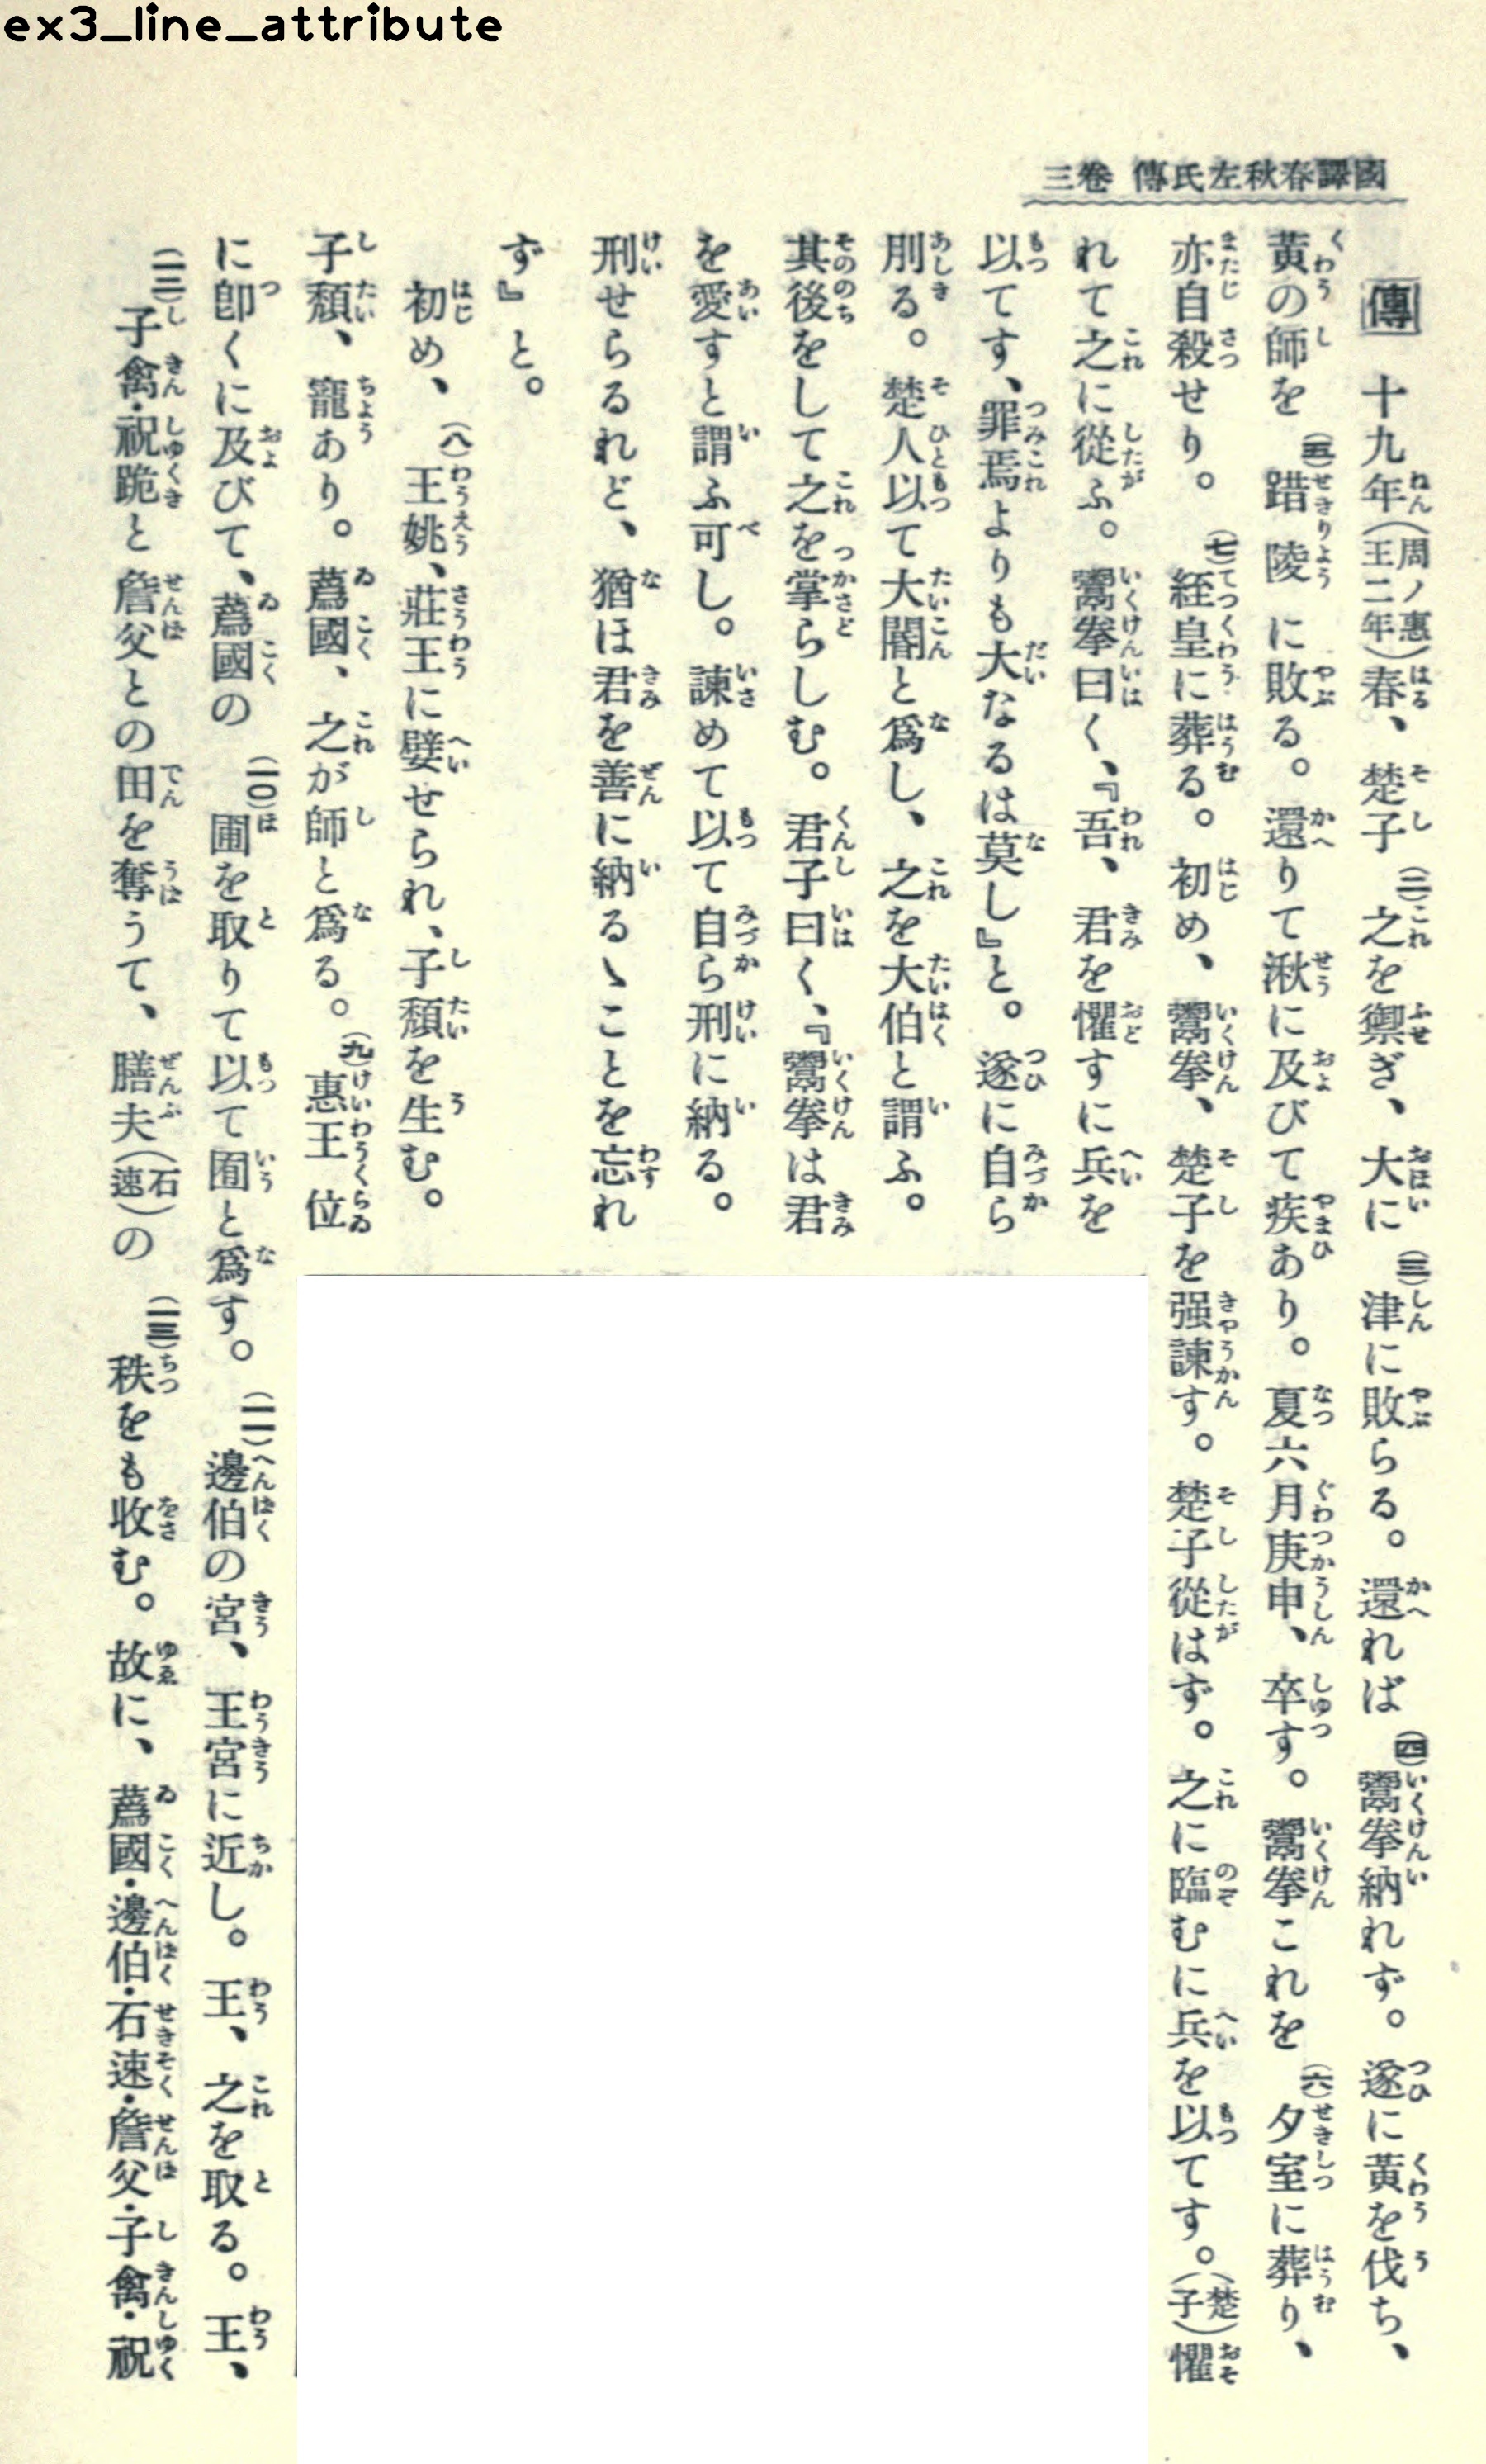 ex3_line_attribute
國譯春秋左氏傳 卷三
傳 十九年(周ノ惠王二年)春、楚子(二)之を禦ぎ、大に(三)津に敗らる。還れば(四)鬻拳納れず。遂に黃を伐ち、
黃の師を(五)踖陵に敗る。還りて湫に及びて疾あり。夏六月庚申、卒す。鬻拳これを(六)夕室に葬り、
亦自殺せり。(七)絰皇に葬る。初め、鬻拳、楚子を强諫す。楚子從はず。之に臨むに兵を以てす。(楚子)懼
れて之に從ふ。鬻拳曰く、『吾、君を懼すに兵を
以てす、罪焉よりも大なるは莫し』と。遂に自ら
刖る。楚人以て大閽と爲し、之を大伯と謂ふ。
其後をして之を掌らしむ。君子曰く、『鬻拳は君
を愛すと謂ふ可し。諫めて以て自ら刑に納る。
刑せらるれど、猶ほ君を善に納るゝことを忘れ
ず』と。
初め、(八)王姚、莊王に嬖せられ、子頹を生む。
子頹、寵あり。蔿國、之が師と爲る。(九)惠王位
に卽くに及びて、蔿國の(一〇)圃を取りて以て囿と爲す。(一一)邊伯の宮、王宮に近し。王、之を取る。王、
(一二)子禽・祝跪と詹父との田を奪うて、膳夫(石速)の(一三)秩をも收む。故に、蔿國・邊伯・石速・詹父・子禽・祝